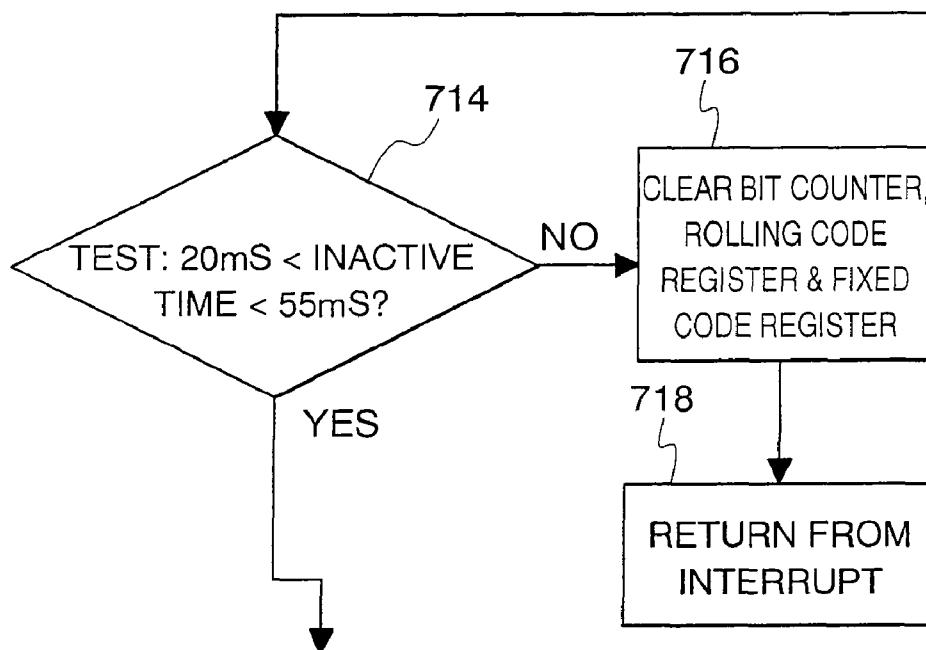 714
TEST: 20mS < INACTIVE
TIME < 55mS?
NO
YES
716
CLEAR BIT COUNTER,
ROLLING CODE
REGISTER & FIXED
CODE REGISTER
718
RETURN FROM
INTERRUPT